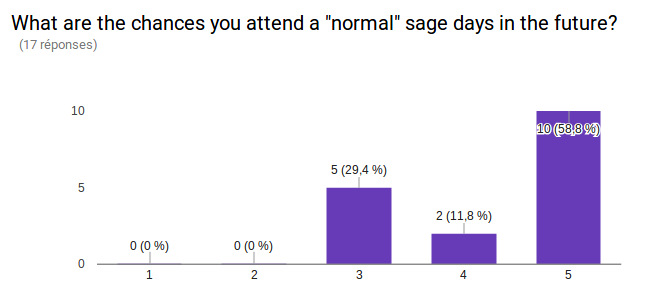 What are the chances you attend a "normal" sage days in the future?
(17 réponses)
10
10 (58,8 %)
5 (29,4 %)
5
2 (11,8 %)
0 (0 %) 0 (0 %)
0
1 2 3 4 5